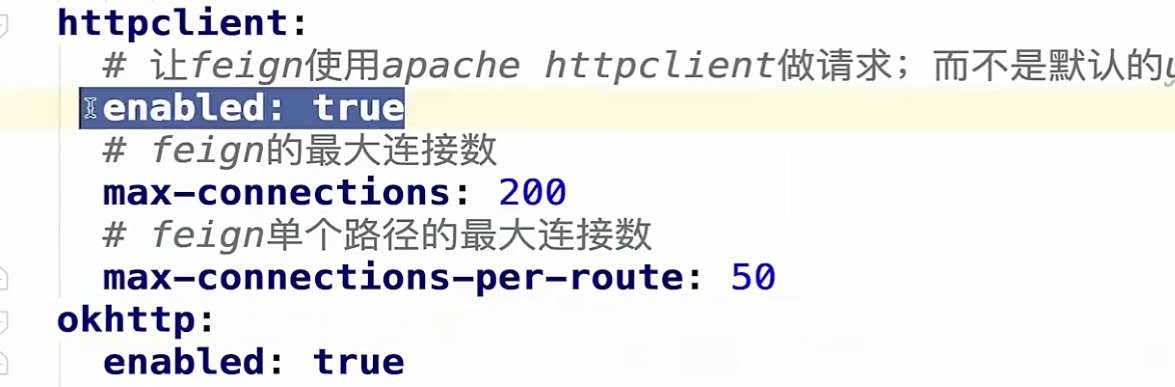 httpclient:
# 让feign使用apache httpclient做请求；而不是默认的
enabled: true
# feign的最大连接数
max-connections: 200
# feign单个路径的最大连接数
max-connections-per-route: 50
okhttp:
enabled: true